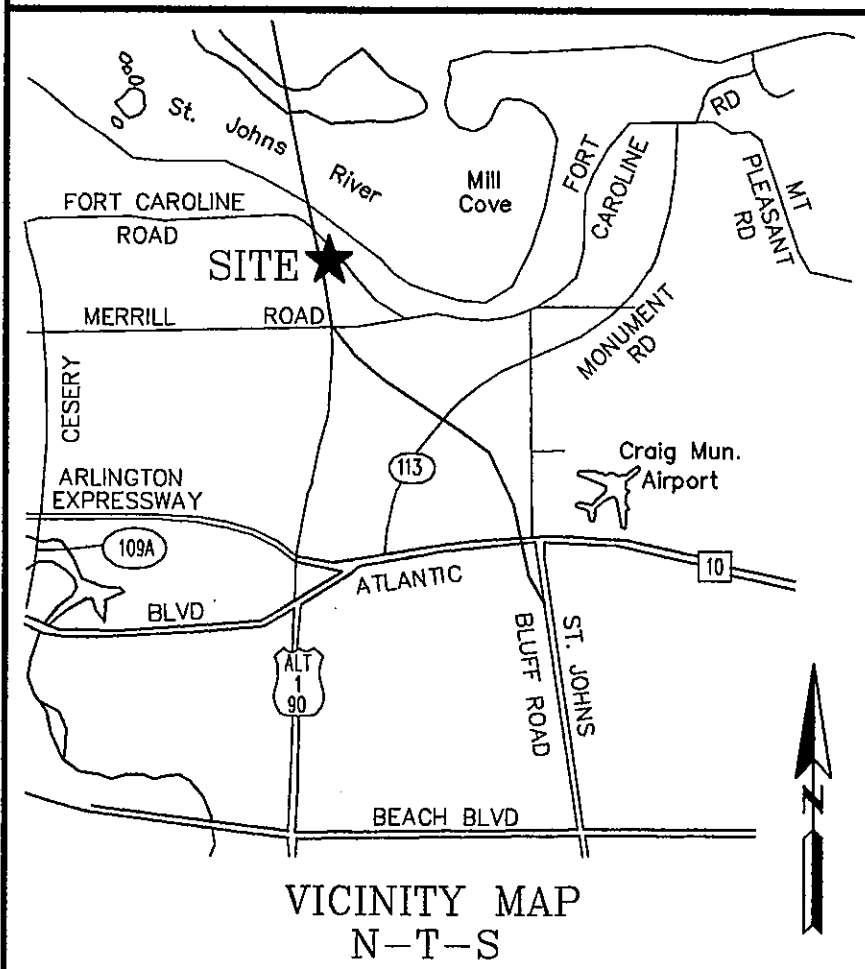 St. Johns River
Mill
Cove
FORT CAROLINE
RD
MT
PLEASANT
RD
FORT CAROLINE
ROAD
SITE
MERRILL ROAD
MONUMENT
RD
CESERY
ARLINGTON
EXPRESSWAY
113
Craig Mun.
Airport
109A
10
ATLANTIC
BLVD
ALT
1
90
ST. JOHNS
BLUFF ROAD
BEACH BLVD
N
VICINITY MAP
N-T-S